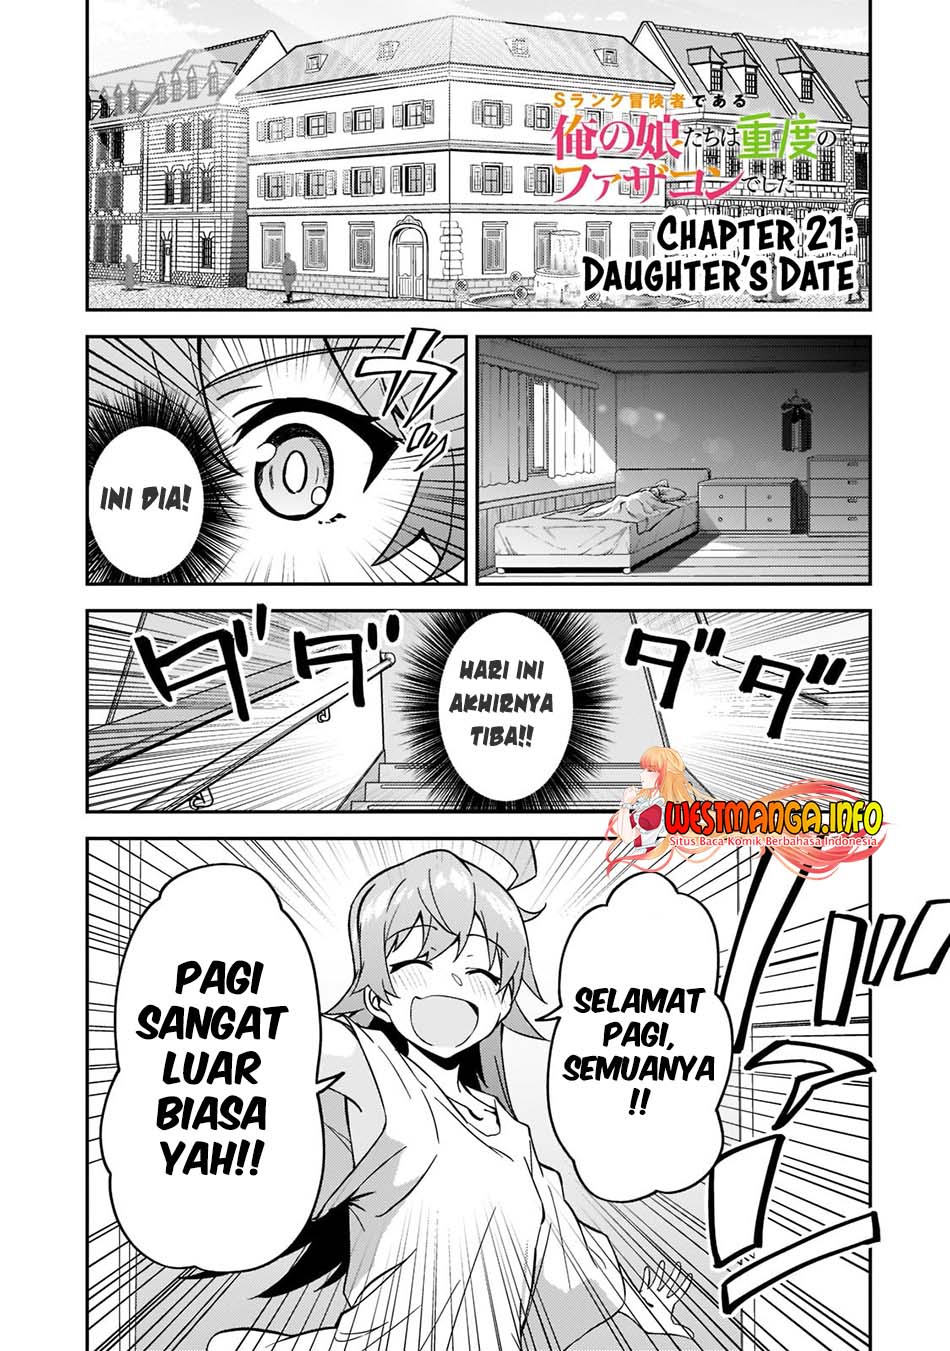 Sランク冒険者である
俺の娘たちは重度の
ファザコンでした
CHAPTER 21:
DAUGHTER'S DATE
カッ
INI DIA!
ダダダダ
HARI INI
AKHIRNYA
TIBA!!
WESTMANGA.INFO
Situs Baca Komik Berbahasa Indonesia
SELAMAT
PAGI,
SEMUANYA
!!
PAGI
SANGAT
LUAR
BIASA
YAH!!